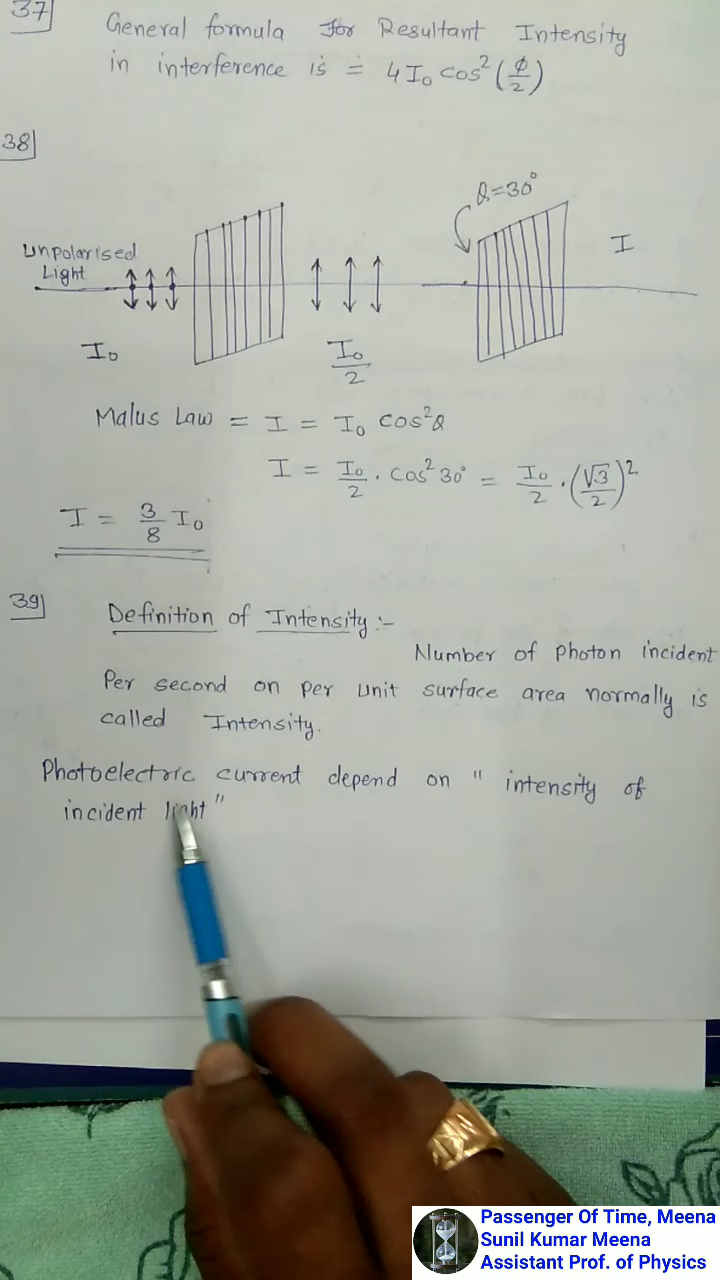 37
General formula for Resultant Intensity
in interference is = 4 I₀ cos² (ϕ/2)
38
θ=30°
Unpolarised
Light
I
I₀
I₀/2
Malus Law = I = I₀ cos²θ
I = I₀/2 . cos² 30° = I₀/2 . (√3/2)²
I = 3/8 I₀
39
Definition of Intensity :-
Number of photon incident
Per second on per unit surface area normally is
called Intensity.
Photoelectric current depend on " intensity of
incident light "
Passenger Of Time, Meena
Sunil Kumar Meena
Assistant Prof. of Physics